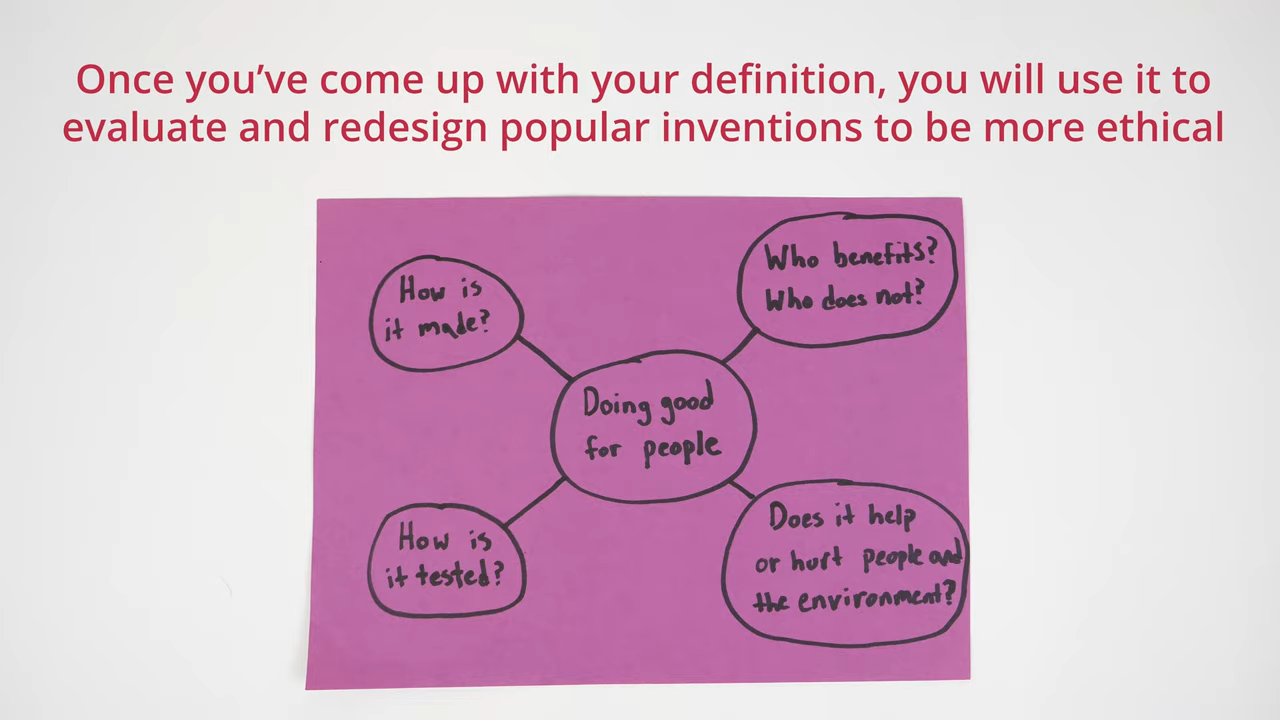 Once you’ve come up with your definition, you will use it to
evaluate and redesign popular inventions to be more ethical
How is
it made?
Who benefits?
Who does not?
Doing good
for people
How is
it tested?
Does it help
or hurt people and
the environment?